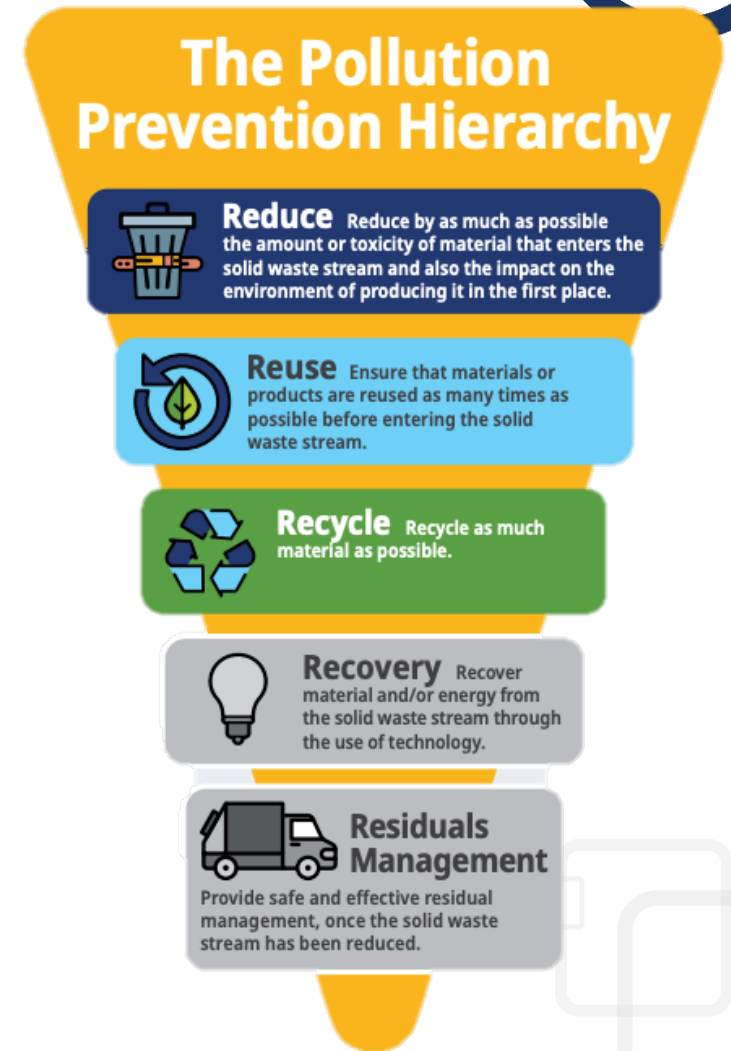 The Pollution
Prevention Hierarchy
Reduce Reduce by as much as possible
the amount or toxicity of material that enters the
solid waste stream and also the impact on the
environment of producing it in the first place.
Reuse Ensure that materials or
products are reused as many times as
possible before entering the solid
waste stream.
Recycle Recycle as much
material as possible.
Recovery Recover
material and/or energy from
the solid waste stream through
the use of technology.
Residuals
Management
Provide safe and effective residual
management, once the solid waste
stream has been reduced.